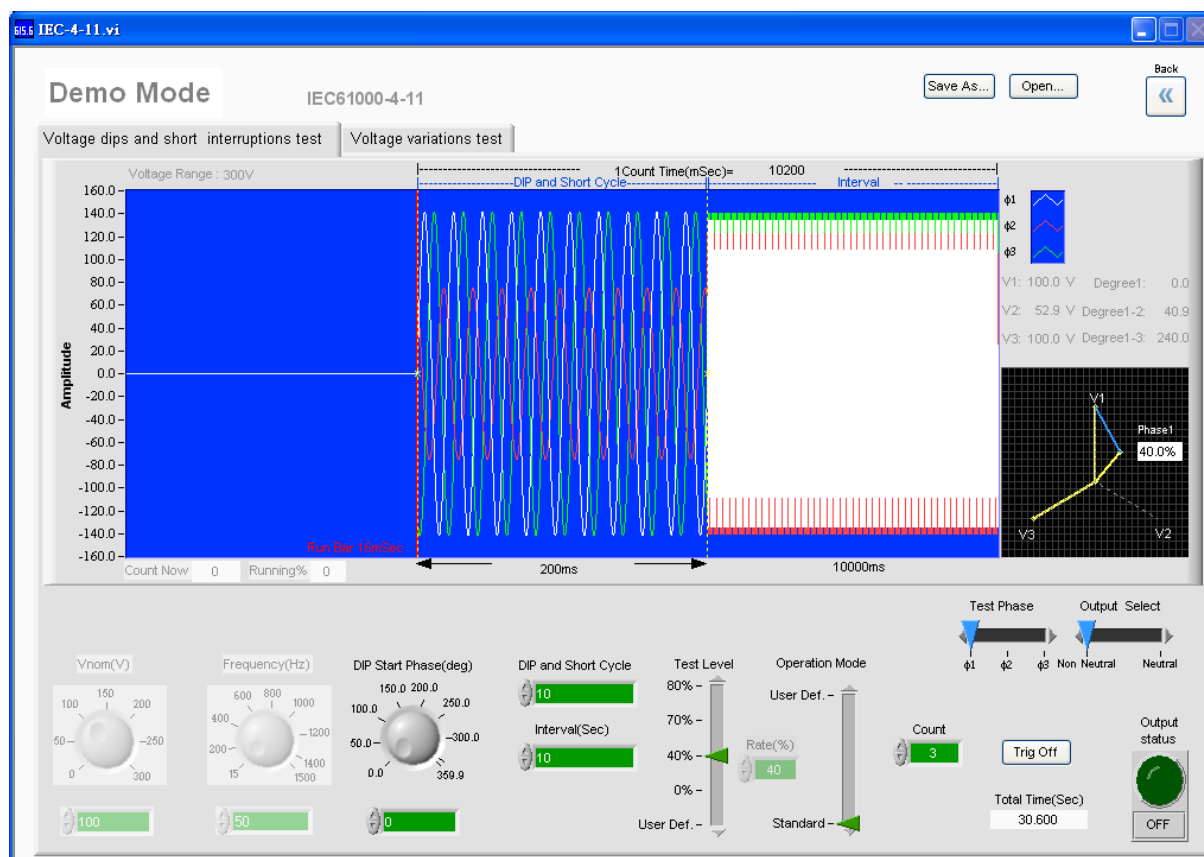 615.6 IEC-4-11.vi
Demo Mode
IEC61000-4-11
Save As...
Open...
Back
Voltage dips and short interruptions test
Voltage variations test
Voltage Range : 300V
1Count Time(mSec)= 10200
DIP and Short Cycle
Interval
Amplitude
160.0
140.0
120.0
100.0
80.0
60.0
40.0
20.0
0.0
-20.0
-40.0
-60.0
-80.0
-100.0
-120.0
-140.0
-160.0
Run Bar 16mSec
ϕ1
ϕ2
ϕ3
V1: 100.0 V Degree1: 0.0
V2: 52.9 V Degree1-2: 40.9
V3: 100.0 V Degree1-3: 240.0
V1
Phase1
40.0%
V3
V2
Count Now 0 Running% 0
200ms
10000ms
Test Phase
ϕ1 ϕ2 ϕ3
Output Select
Non Neutral Neutral
Vnom(V)
0 50 100 150 200 250 300
100
Frequency(Hz)
15 200 400 600 800 1000 1200 1400 1500
50
DIP Start Phase(deg)
0.0 50.0 100.0 150.0 200.0 250.0 300.0 359.9
0
DIP and Short Cycle
10
Interval(Sec)
10
Test Level
80%
70%
40%
0%
User Def.
Rate(%)
40
Operation Mode
User Def.
Standard
Count
3
Trig Off
Total Time(Sec)
30.600
Output
status
OFF